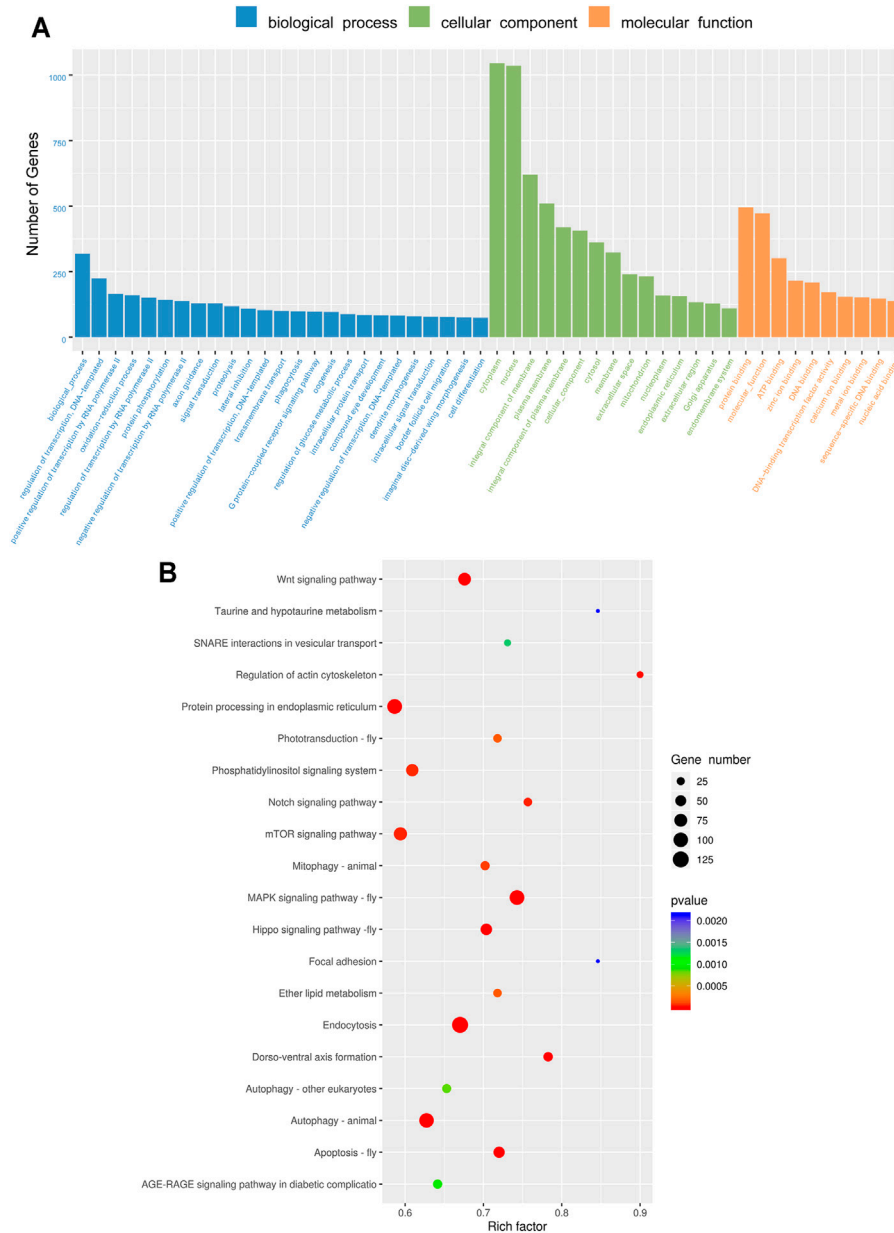 A
biological process
cellular component
molecular function
Number of Genes
1000
750
500
250
0
biological_process
regulation of transcription, DNA-templated
positive regulation of transcription by RNA polymerase II
oxidation-reduction process
regulation of transcription by RNA polymerase II
protein phosphorylation
negative regulation of transcription by RNA polymerase II
axon guidance
signal transduction
proteolysis
lateral inhibition
positive regulation of transcription, DNA-templated
transmembrane transport
phagocytosis
G protein-coupled receptor signaling pathway
oogenesis
regulation of glucose metabolic process
intracellular protein transport
compound eye development
negative regulation of transcription, DNA-templated
dendrite morphogenesis
intracellular signal transduction
border follicle cell migration
imaginal disc-derived wing morphogenesis
cell differentiation
cytoplasm
nucleus
integral component of membrane
plasma membrane
integral component of plasma membrane
cellular_component
cytosol
membrane
extracellular space
mitochondrion
nucleoplasm
endoplasmic reticulum
extracellular region
Golgi apparatus
endomembrane system
protein binding
molecular_function
ATP binding
zinc ion binding
DNA binding
DNA-binding transcription factor activity
calcium ion binding
metal ion binding
sequence-specific DNA binding
nucleic acid bindin
B
Wnt signaling pathway
Taurine and hypotaurine metabolism
SNARE interactions in vesicular transport
Regulation of actin cytoskeleton
Protein processing in endoplasmic reticulum
Phototransduction - fly
Phosphatidylinositol signaling system
Notch signaling pathway
mTOR signaling pathway
Mitophagy - animal
MAPK signaling pathway - fly
Hippo signaling pathway -fly
Focal adhesion
Ether lipid metabolism
Endocytosis
Dorso-ventral axis formation
Autophagy - other eukaryotes
Autophagy - animal
Apoptosis - fly
AGE-RAGE signaling pathway in diabetic complicatio
0.6 0.7 0.8 0.9
Rich factor
Gene number
25
50
75
100
125
pvalue
0.0020
0.0015
0.0010
0.0005